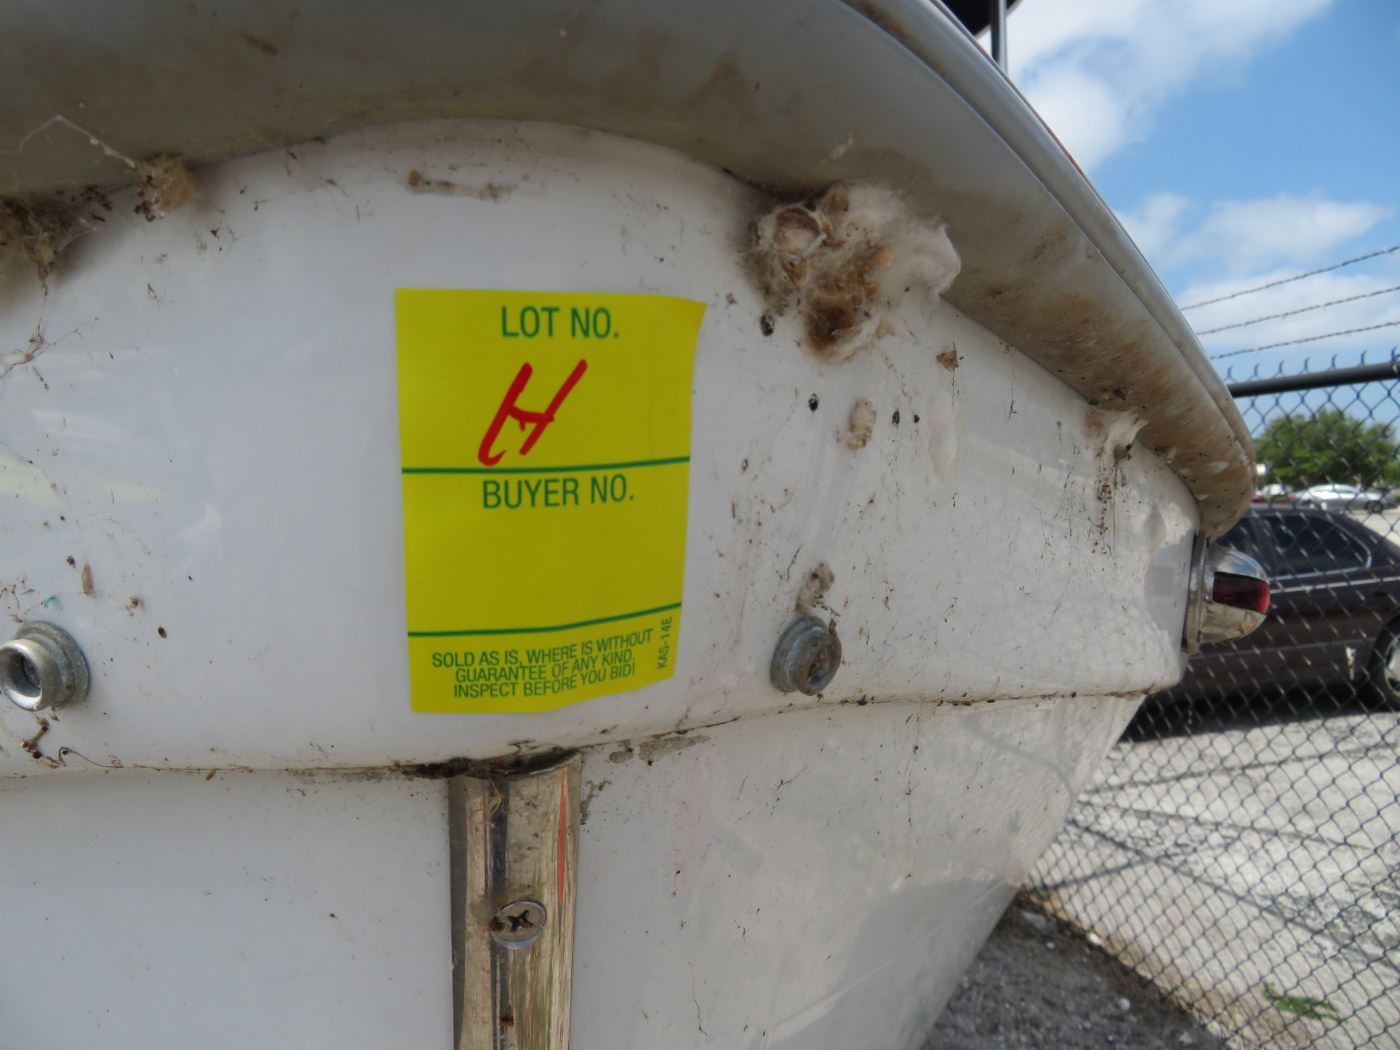 LOT NO.
H
BUYER NO.
SOLD AS IS, WHERE IS WITHOUT
GUARANTEE OF ANY KIND,
INSPECT BEFORE YOU BID!
KAS-14E